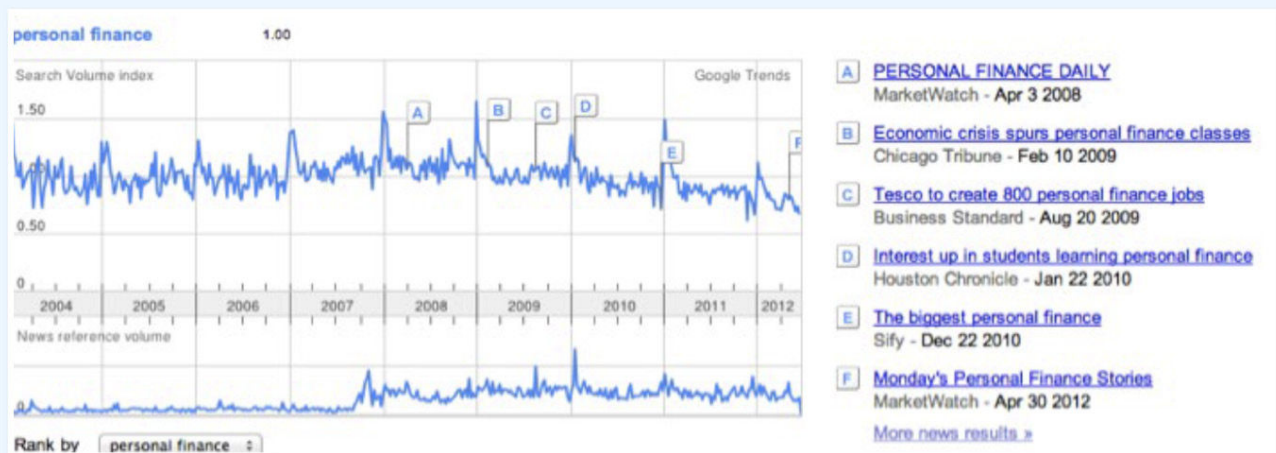 personal finance 1.00
Search Volume index Google Trends
1.50
0.50
0
A
B
C
D
E
F
2004 2005 2006 2007 2008 2009 2010 2011 2012
News reference volume
0
Rank by personal finance
A PERSONAL FINANCE DAILY
MarketWatch - Apr 3 2008
B Economic crisis spurs personal finance classes
Chicago Tribune - Feb 10 2009
C Tesco to create 800 personal finance jobs
Business Standard - Aug 20 2009
D Interest up in students learning personal finance
Houston Chronicle - Jan 22 2010
E The biggest personal finance
Sify - Dec 22 2010
F Monday's Personal Finance Stories
MarketWatch - Apr 30 2012
More news results »